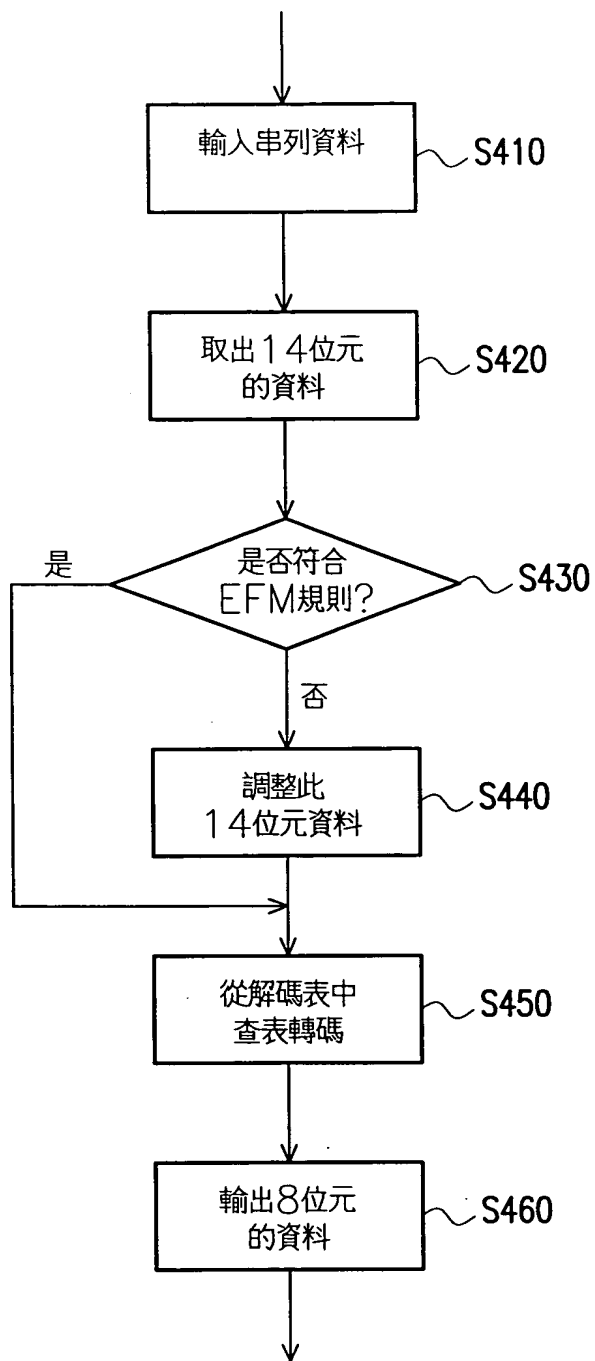 輸入串列資料
S410
取出14位元
的資料
S420
是
是否符合
EFM規則?
S430
否
調整此
14位元資料
S440
從解碼表中
查表轉碼
S450
輸出8位元
的資料
S460